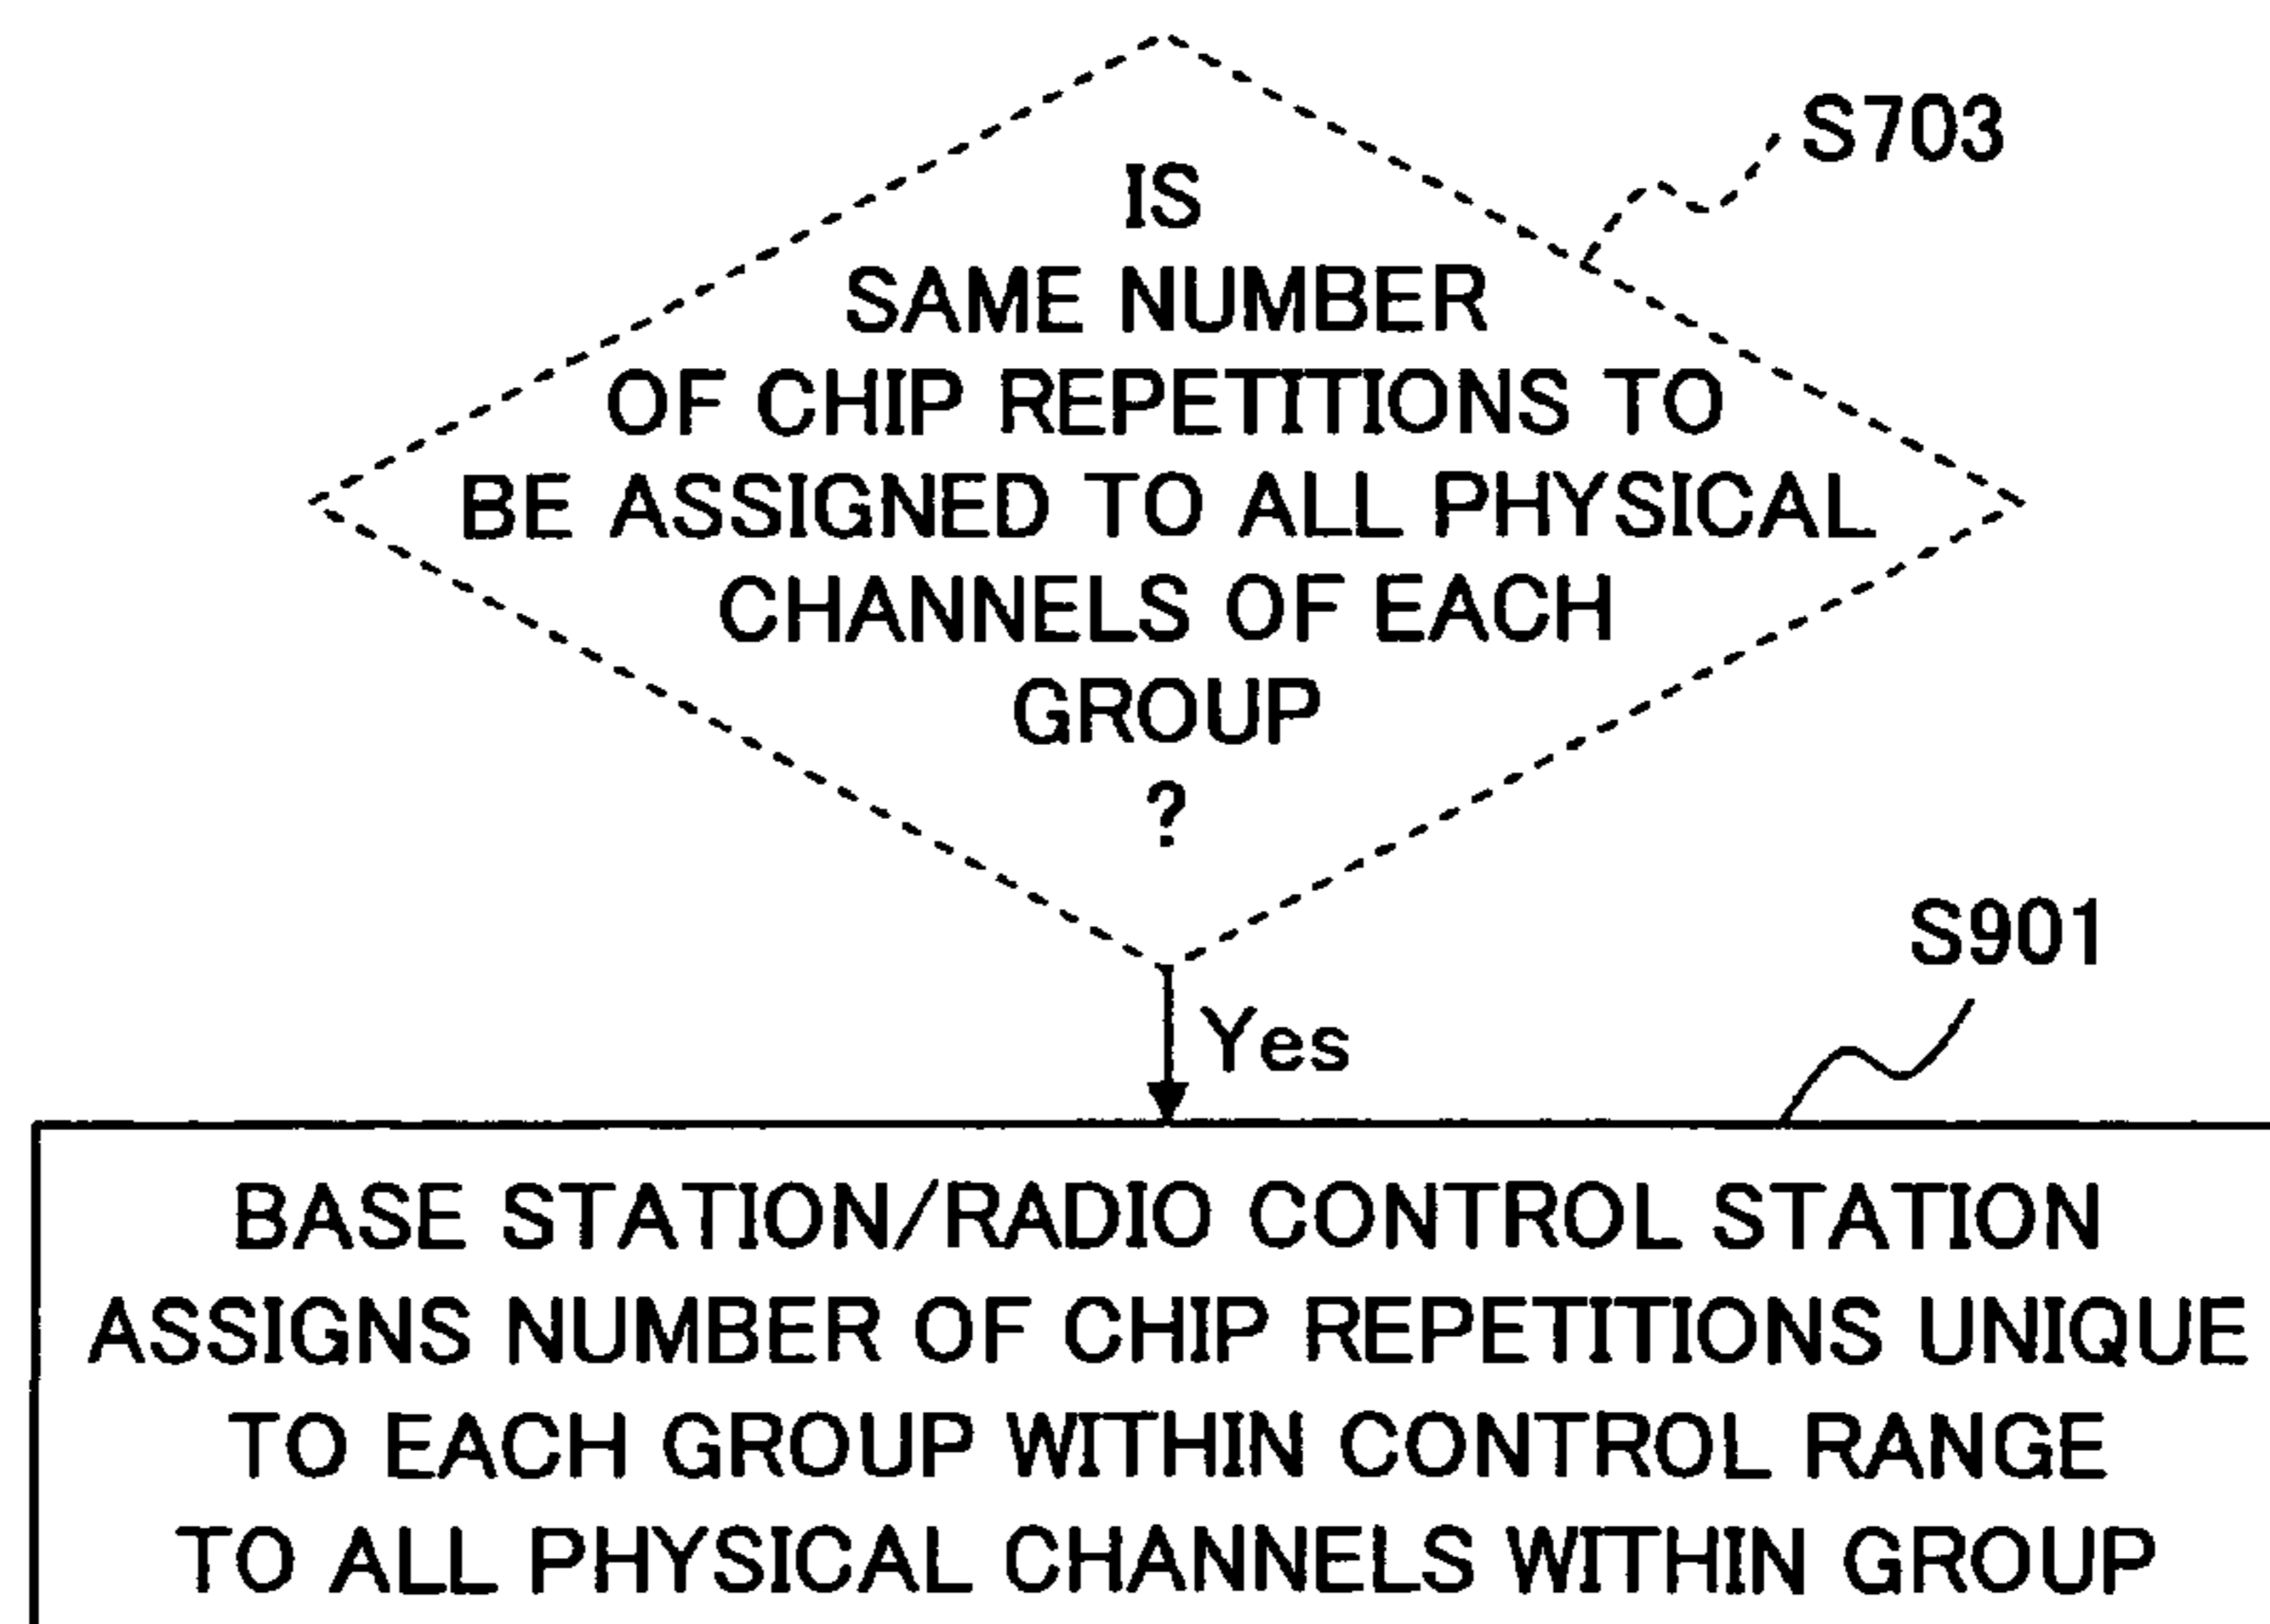 S703
IS
SAME NUMBER
OF CHIP REPETITIONS TO
BE ASSIGNED TO ALL PHYSICAL
CHANNELS OF EACH
GROUP
?
S901
Yes
BASE STATION/RADIO CONTROL STATION
ASSIGNS NUMBER OF CHIP REPETITIONS UNIQUE
TO EACH GROUP WITHIN CONTROL RANGE
TO ALL PHYSICAL CHANNELS WITHIN GROUP